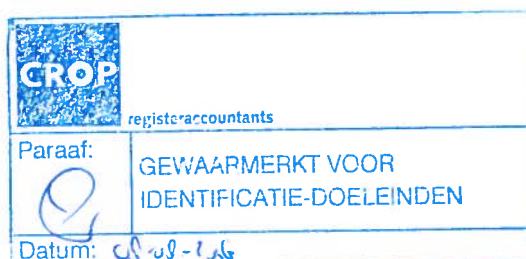 CROP
registeraccountants
Paraaf:
GEWAARMERKT VOOR
IDENTIFICATIE-DOELEINDEN
Datum: